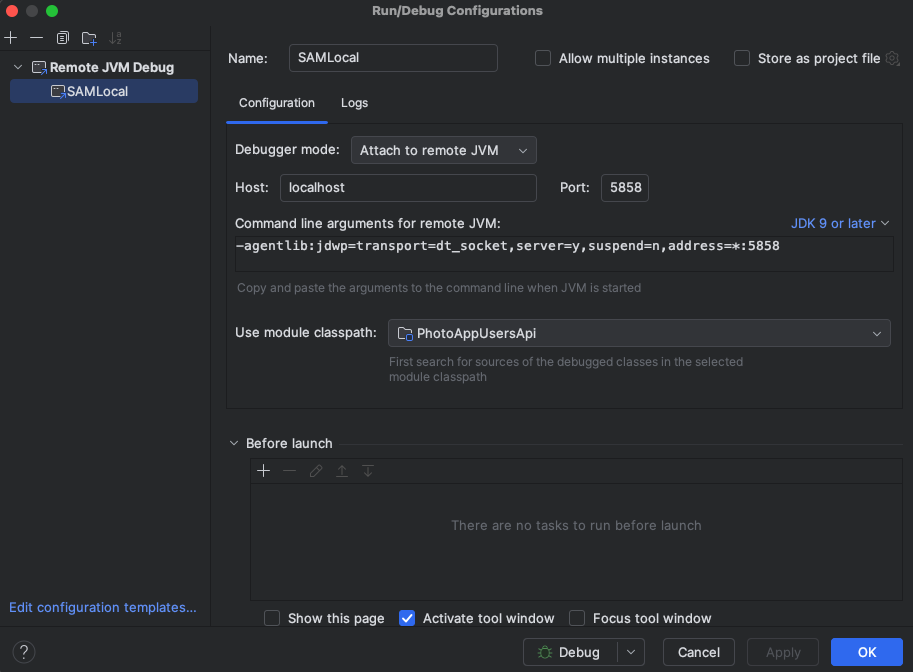 Run/Debug Configurations
Remote JVM Debug
SAMLocal
Name: SAMLocal Allow multiple instances Store as project file
Configuration Logs
Debugger mode: Attach to remote JVM
Host: localhost Port: 5858
Command line arguments for remote JVM: JDK 9 or later
-agentlib:jdwp=transport=dt_socket,server=y,suspend=n,address=*:5858
Copy and paste the arguments to the command line when JVM is started
Use module classpath: PhotoAppUsersApi
First search for sources of the debugged classes in the selected
module classpath
Before launch
There are no tasks to run before launch
Edit configuration templates...
Show this page Activate tool window Focus tool window
? Debug Cancel Apply OK